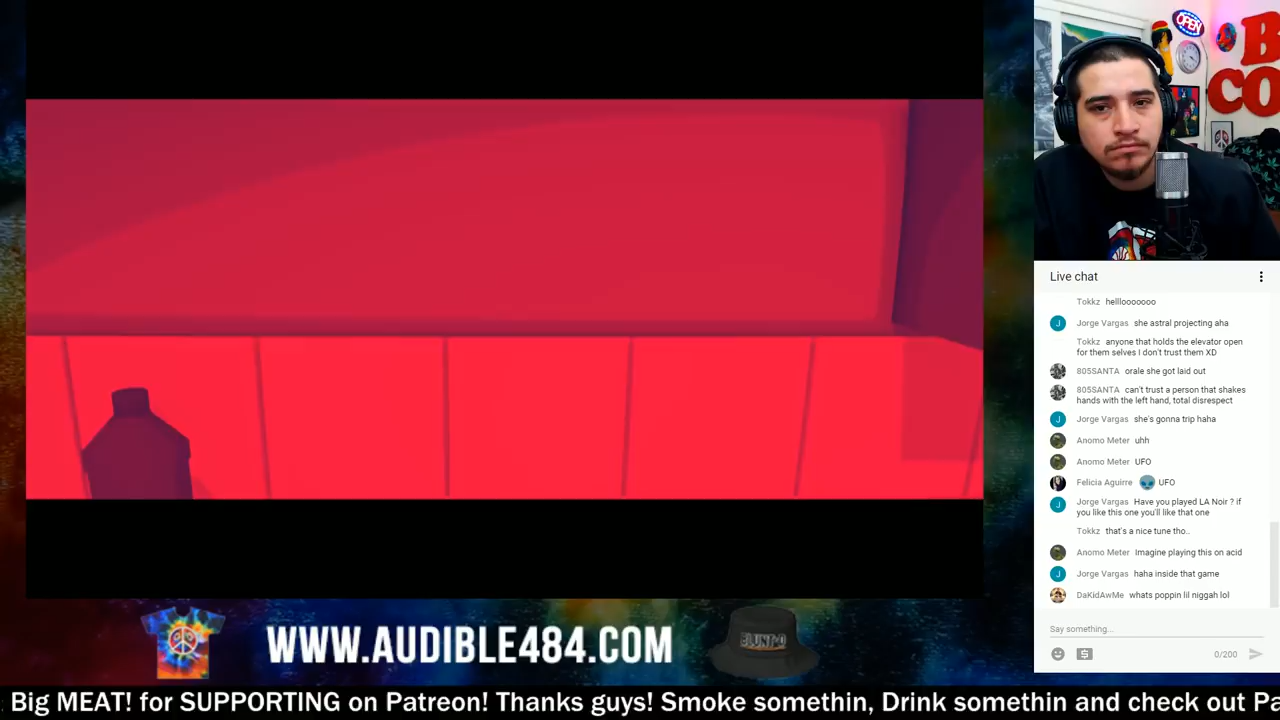 OPEN
B
CO
Live chat
Tokkz helllooooooo
J Jorge Vargas she astral projecting aha
Tokkz anyone that holds the elevator open
for them selves I don't trust them XD
805SANTA orale she got laid out
805SANTA can't trust a person that shakes
hands with the left hand, total disrespect
J Jorge Vargas she's gonna trip haha
Anomo Meter uhh
Anomo Meter UFO
Felicia Aguirre UFO
J Jorge Vargas Have you played LA Noir ? if
you like this one you'll like that one
Tokkz that's a nice tune tho..
Anomo Meter Imagine playing this on acid
J Jorge Vargas haha inside that game
DaKidAwMe whats poppin lil niggah lol
Say something...
$ 0/200
WWW.AUDIBLE484.COM
Big MEAT! for SUPPORTING on Patreon! Thanks guys! Smoke somethin, Drink somethin and check out Pa